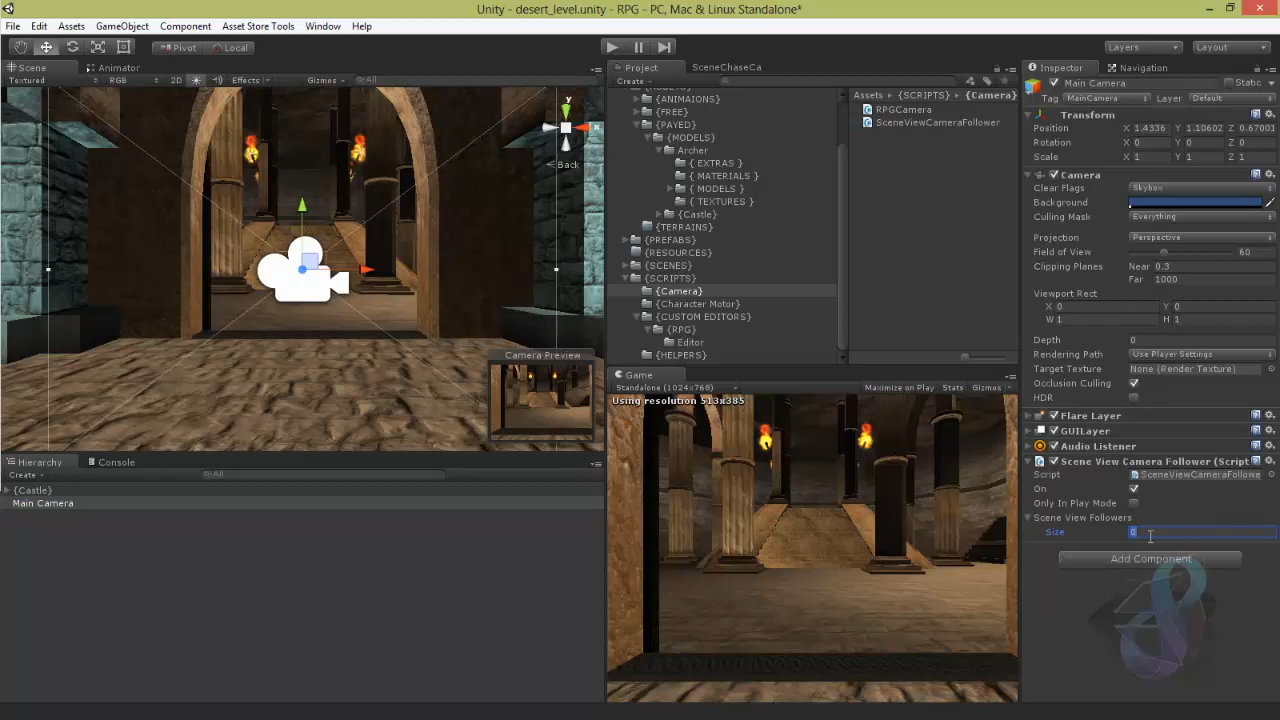 Unity - desert_level.unity - RPG - PC, Mac & Linux Standalone*
File Edit Assets GameObject Component Asset Store Tools Window Help
Pivot Local
Layers Layout
Scene Animator
Textured RGB 2D Effects Gizmos All
y
x
Back
Camera Preview
Hierarchy Console
Create All
{Castle}
Main Camera
Project SceneChaseCa
Create
{ANIMAIONS}
{FREE}
{PAYED}
{MODELS}
Archer
{ EXTRAS }
{ MATERIALS }
{ MODELS }
{ TEXTURES }
{Castle}
{TERRAINS}
{PREFABS}
{RESOURCES}
{SCENES}
{SCRIPTS}
{Camera}
{Character Motor}
{CUSTOM EDITORS}
{RPG}
Editor
{HELPERS}
Assets {SCRIPTS} {Camera}
RPGCamera
SceneViewCameraFollower
Game
Standalone (1024x768) Maximize on Play Stats Gizmos
Using resolution 513x385
Inspector Navigation
Main Camera Static
Tag MainCamera Layer Default
Transform
Position X 1.4336 Y 1.10602 Z 0.67001
Rotation X 0 Y 0 Z 0
Scale X 1 Y 1 Z 1
Camera
Clear Flags Skybox
Background
Culling Mask Everything
Projection Perspective
Field of View 60
Clipping Planes Near 0.3
Far 1000
Viewport Rect
X 0 Y 0
W 1 H 1
Depth 0
Rendering Path Use Player Settings
Target Texture None (Render Texture)
Occlusion Culling
HDR
Flare Layer
GUILayer
Audio Listener
Scene View Camera Follower (Script
Script SceneViewCameraFollowe
On
Only In Play Mode
Scene View Followers
Size 0
Add Component